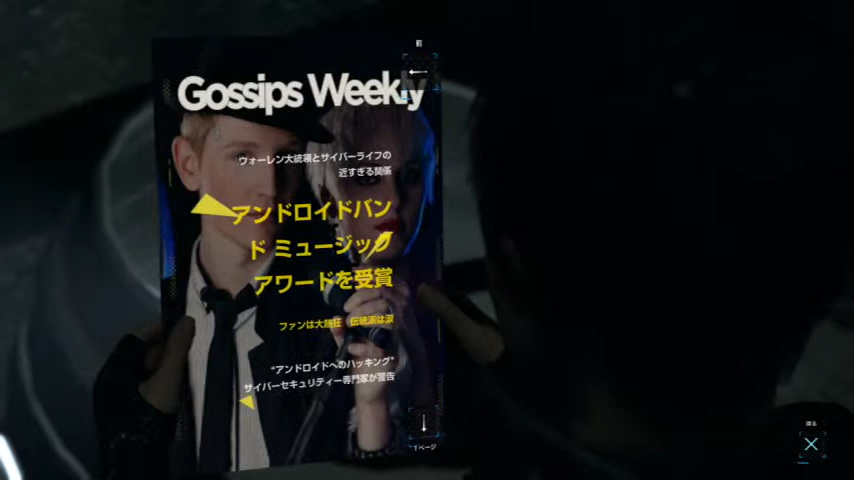 前
Gossips Weekly
ウォーレン大統領とサイバーライフの
近すぎる関係
アンドロイドバン
ド ミュージック
アワードを受賞
ファンは大熱狂 伝統派は涙
“アンドロイドへのハッキング”
サイバーセキュリティー専門家が警告
1ページ
戻る